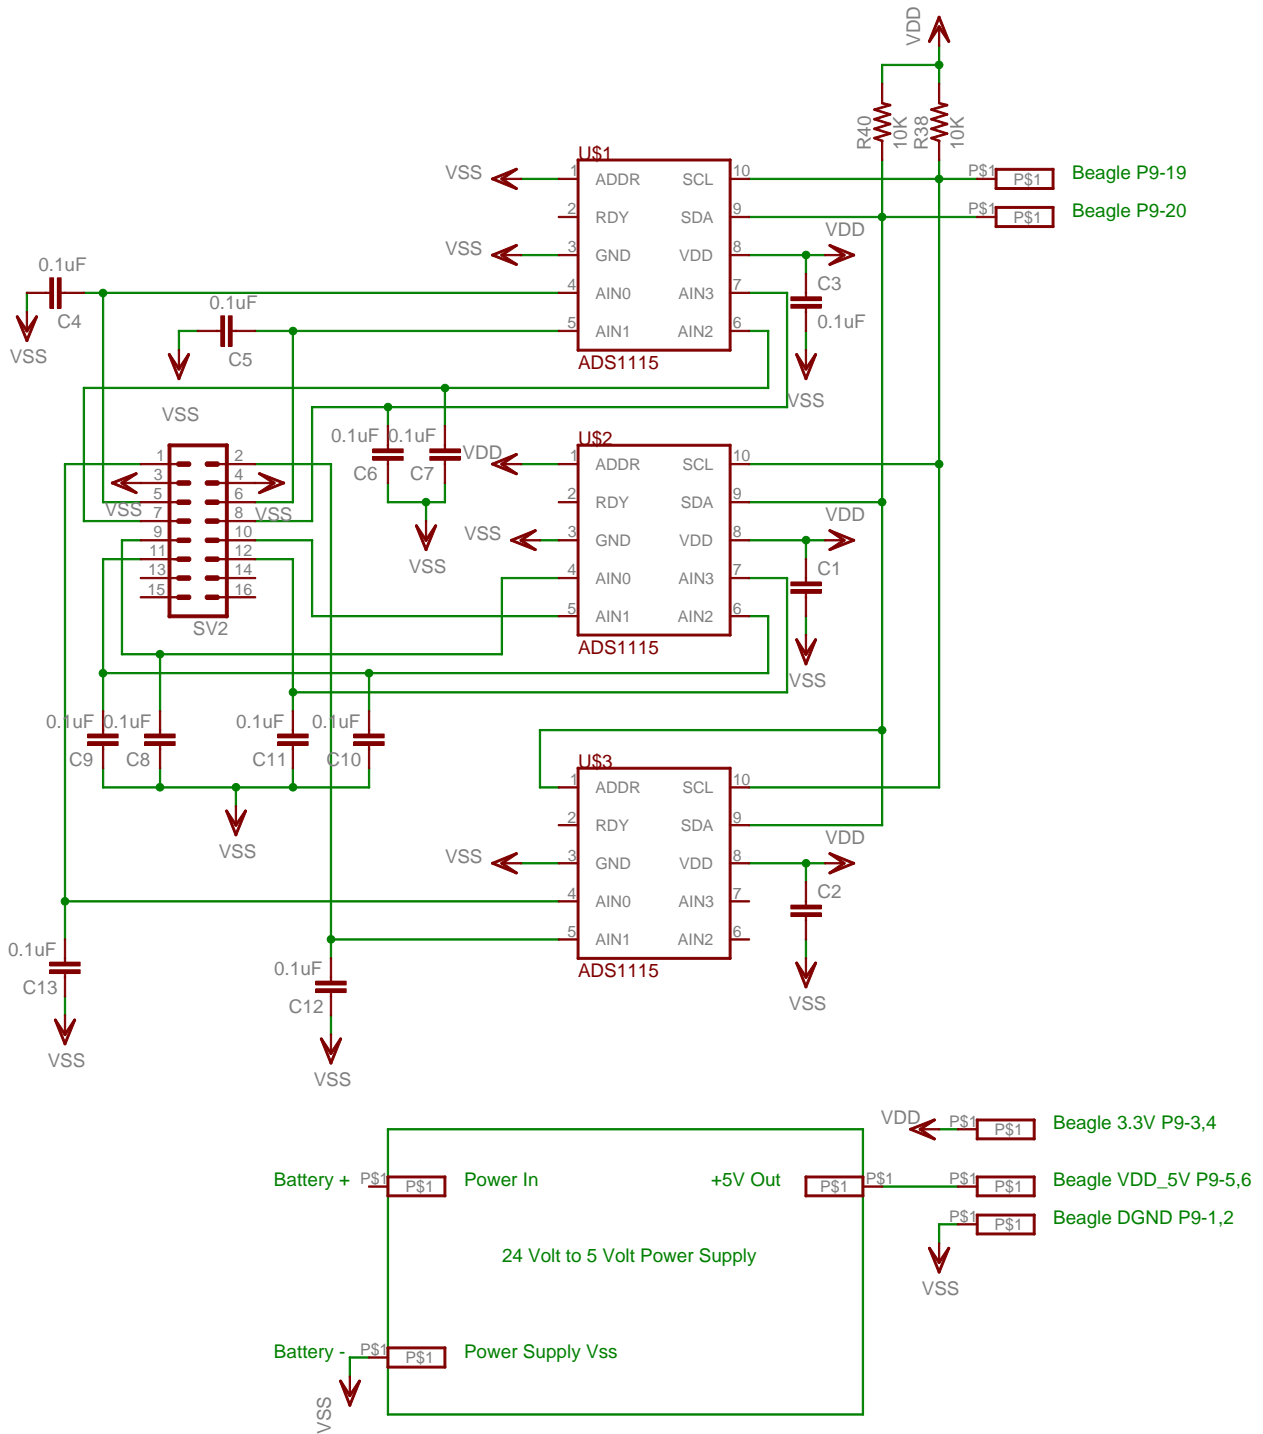 VDD
R40
10K
R38
10K
U$1
VSS 1 ADDR SCL 10 P$1 P$1 Beagle P9-19
2 RDY SDA 9 P$1 P$1 Beagle P9-20
VSS 3 GND VDD 8 VDD
0.1uF 4 AIN0 AIN3 7 C3
C4 0.1uF 5 AIN1 AIN2 6 0.1uF
VSS C5 ADS1115
VSS VSS
0.1uF 0.1uF U$2
C6 C7 VDD 1 ADDR SCL 10
1 2
3 4
5 6 2 RDY SDA 9
VSS VSS
7 8
9 10 VSS 3 GND VDD 8 VDD
11 12 VSS C1
13 14 4 AIN0 AIN3 7
15 16 5 AIN1 AIN2 6
SV2 ADS1115
VSS
0.1uF 0.1uF 0.1uF 0.1uF
C9 C8 C11 C10 U$3
1 ADDR SCL 10
2 RDY SDA 9
VSS VSS 3 GND VDD 8 VDD
4 AIN0 AIN3 7 C2
0.1uF 5 AIN1 AIN2 6
C13 0.1uF ADS1115
C12 VSS
VSS
VSS
VDD P$1 P$1 Beagle 3.3V P9-3,4
Battery + P$1 P$1 Power In +5V Out P$1 P$1 P$1 P$1 Beagle VDD_5V P9-5,6
P$1 P$1 Beagle DGND P9-1,2
24 Volt to 5 Volt Power Supply
VSS
Battery - P$1 P$1 Power Supply Vss
VSS